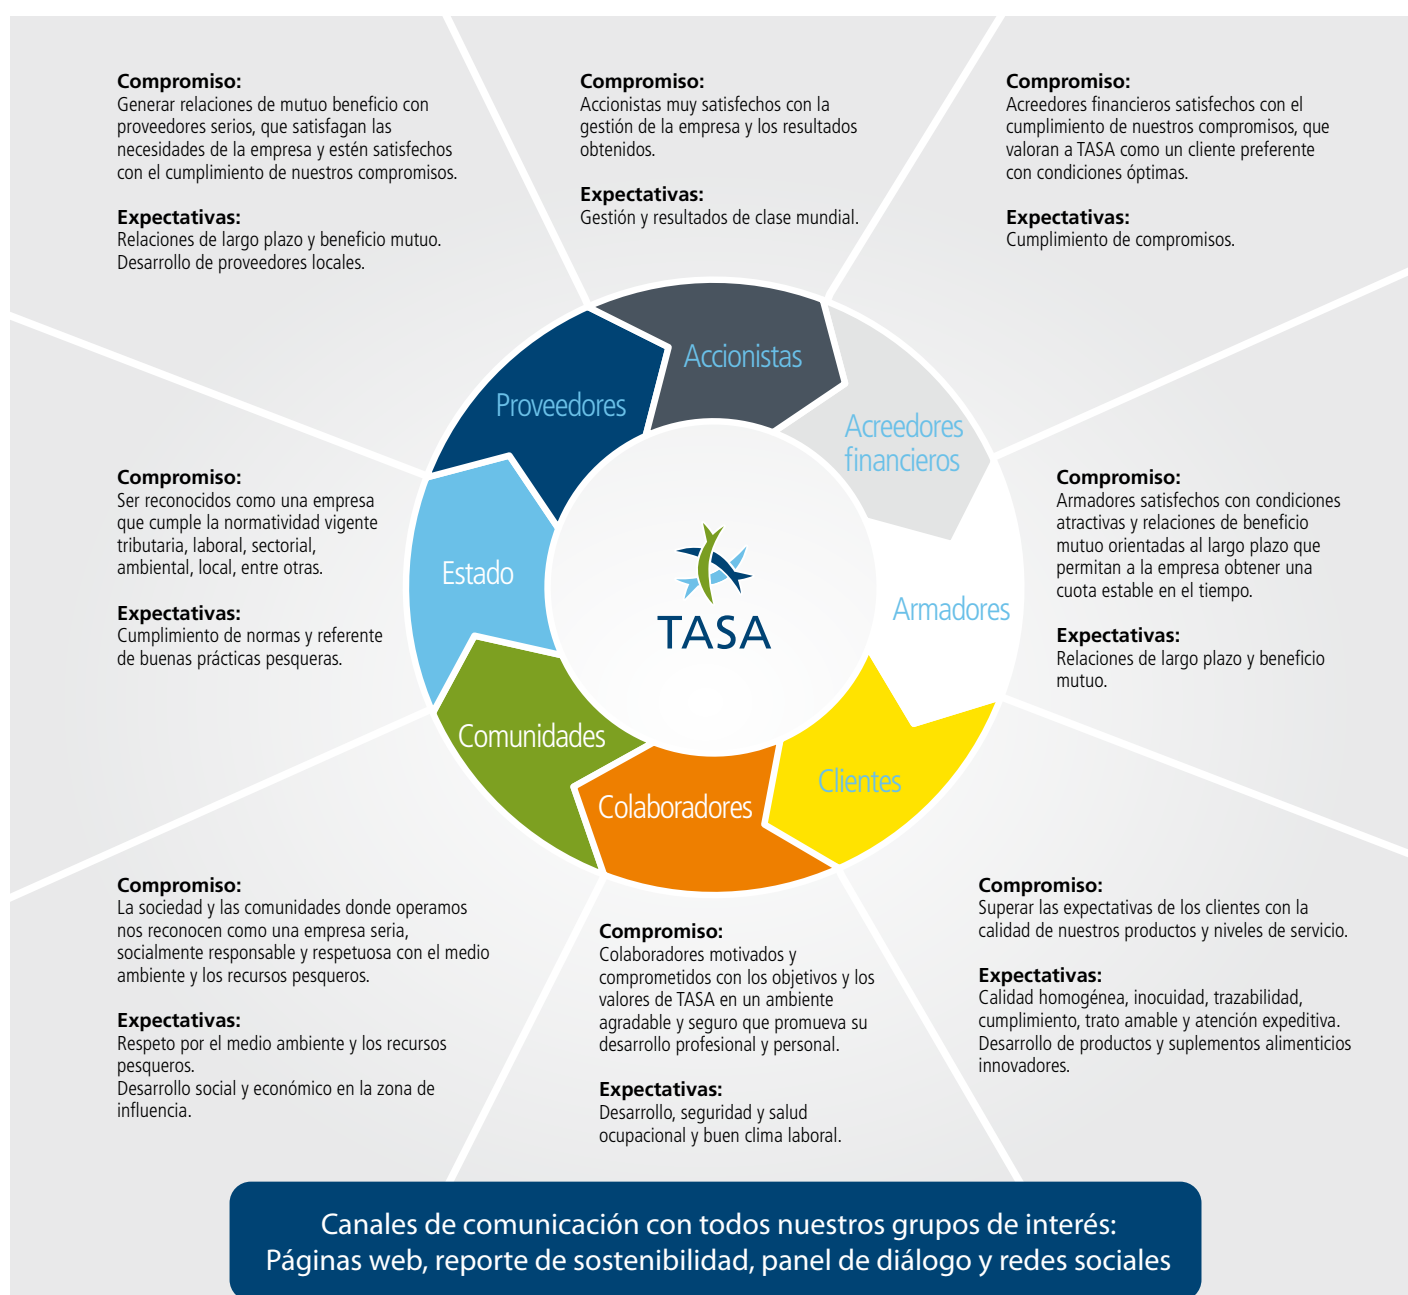 Compromiso:
Generar relaciones de mutuo beneficio con
proveedores serios, que satisfagan las
necesidades de la empresa y estén satisfechos
con el cumplimiento de nuestros compromisos.
Expectativas:
Relaciones de largo plazo y beneficio mutuo.
Desarrollo de proveedores locales.
Compromiso:
Accionistas muy satisfechos con la
gestión de la empresa y los resultados
obtenidos.
Expectativas:
Gestión y resultados de clase mundial.
Compromiso:
Acreedores financieros satisfechos con el
cumplimiento de nuestros compromisos, que
valoran a TASA como un cliente preferente
con condiciones óptimas.
Expectativas:
Cumplimiento de compromisos.
Accionistas
Proveedores
Acreedores
financieros
Compromiso:
Ser reconocidos como una empresa
que cumple la normatividad vigente
tributaria, laboral, sectorial,
ambiental, local, entre otras.
Expectativas:
Cumplimiento de normas y referente
de buenas prácticas pesqueras.
Estado
TASA
Armadores
Compromiso:
Armadores satisfechos con condiciones
atractivas y relaciones de beneficio
mutuo orientadas al largo plazo que
permitan a la empresa obtener una
cuota estable en el tiempo.
Expectativas:
Relaciones de largo plazo y beneficio
mutuo.
Comunidades
Colaboradores
Clientes
Compromiso:
La sociedad y las comunidades donde operamos
nos reconocen como una empresa seria,
socialmente responsable y respetuosa con el medio
ambiente y los recursos pesqueros.
Expectativas:
Respeto por el medio ambiente y los recursos
pesqueros.
Desarrollo social y económico en la zona de
influencia.
Compromiso:
Colaboradores motivados y
comprometidos con los objetivos y los
valores de TASA en un ambiente
agradable y seguro que promueva su
desarrollo profesional y personal.
Expectativas:
Desarrollo, seguridad y salud
ocupacional y buen clima laboral.
Compromiso:
Superar las expectativas de los clientes con la
calidad de nuestros productos y niveles de servicio.
Expectativas:
Calidad homogénea, inocuidad, trazabilidad,
cumplimiento, trato amable y atención expeditiva.
Desarrollo de productos y suplementos alimenticios
innovadores.
Canales de comunicación con todos nuestros grupos de interés:
Páginas web, reporte de sostenibilidad, panel de diálogo y redes sociales